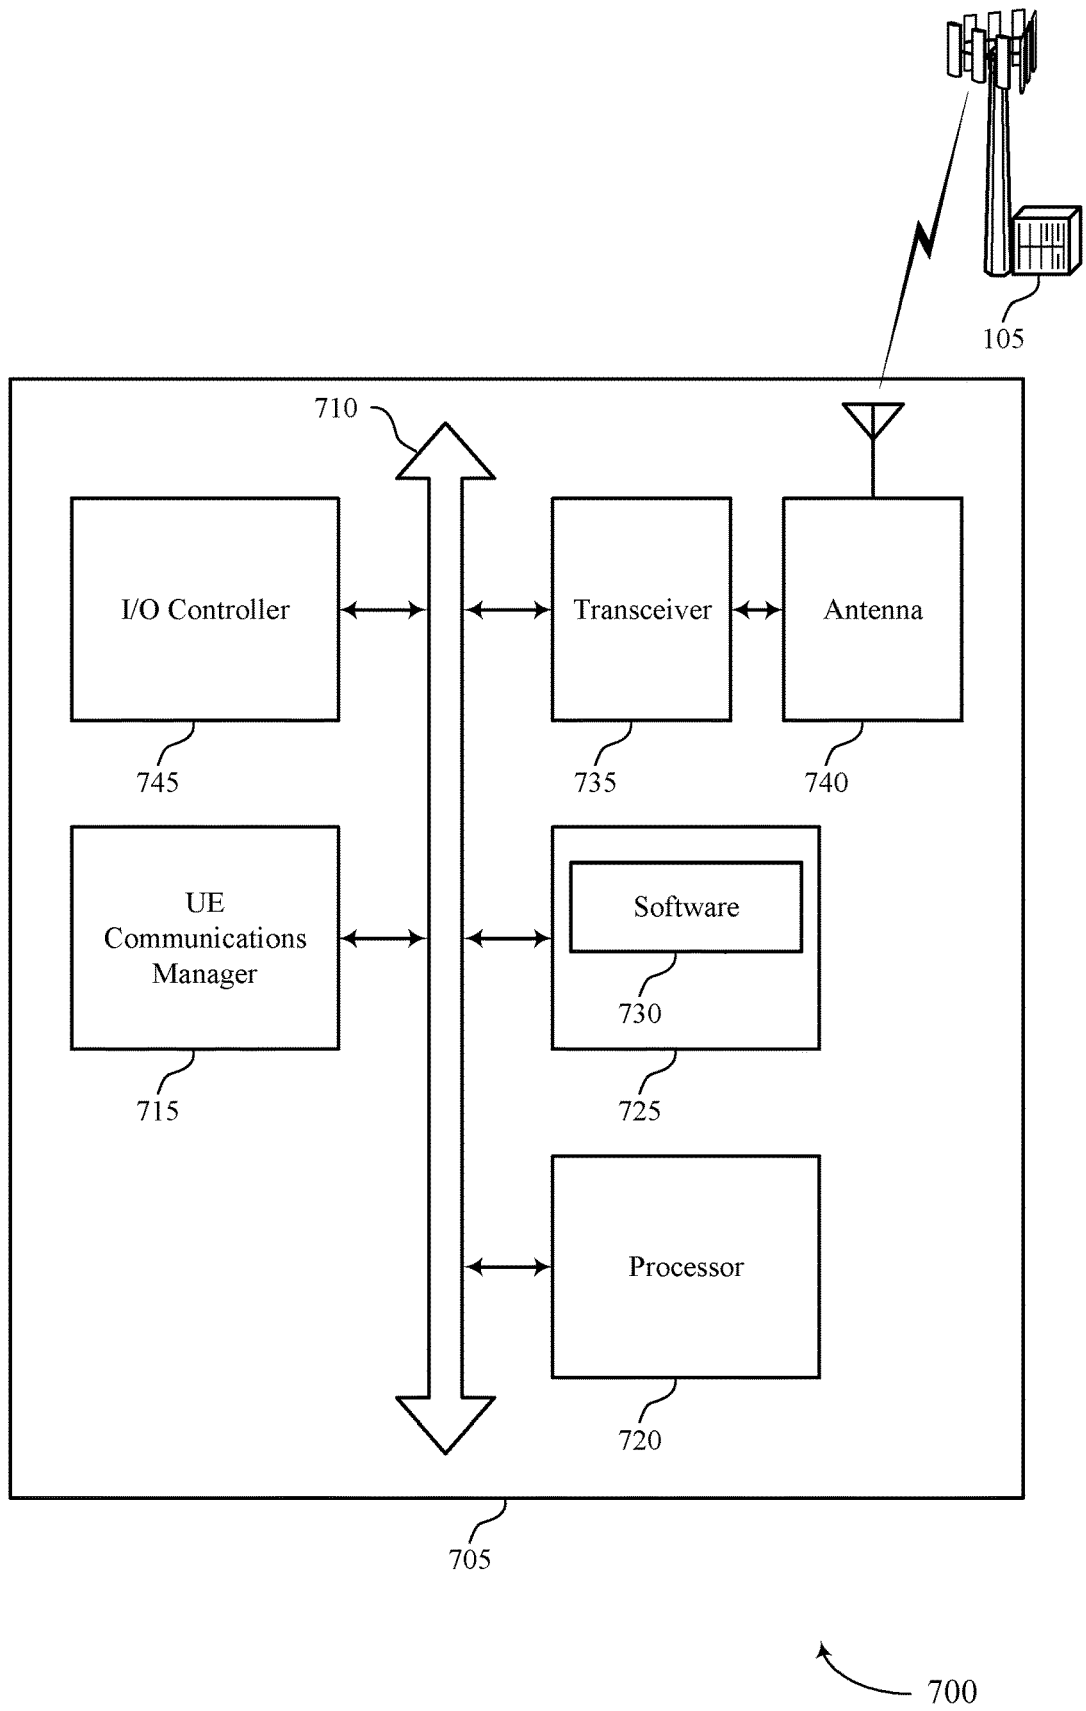 105
710
I/O Controller
Transceiver
Antenna
745
735
740
UE
Communications
Manager
Software
730
715
725
Processor
720
705
700